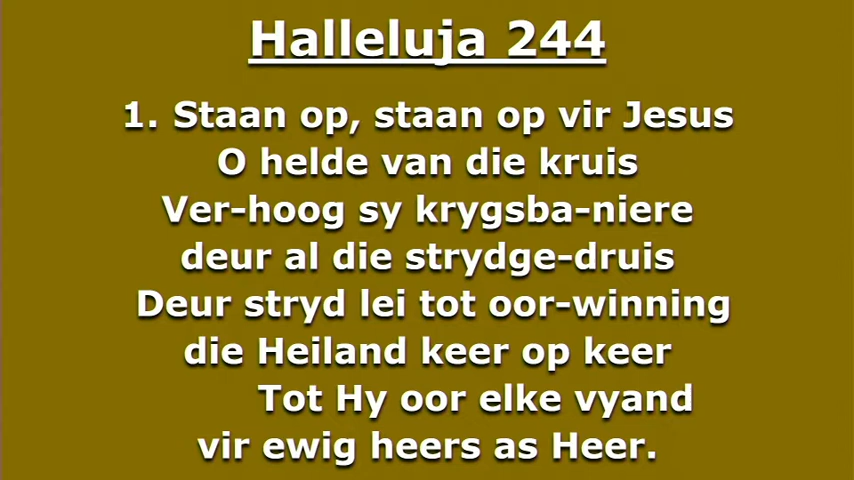 Halleluja 244
1. Staan op, staan op vir Jesus
O helde van die kruis
Ver-hoog sy krygsba-niere
deur al die strydge-druis
Deur stryd lei tot oor-winning
die Heiland keer op keer
Tot Hy oor elke vyand
vir ewig heers as Heer.